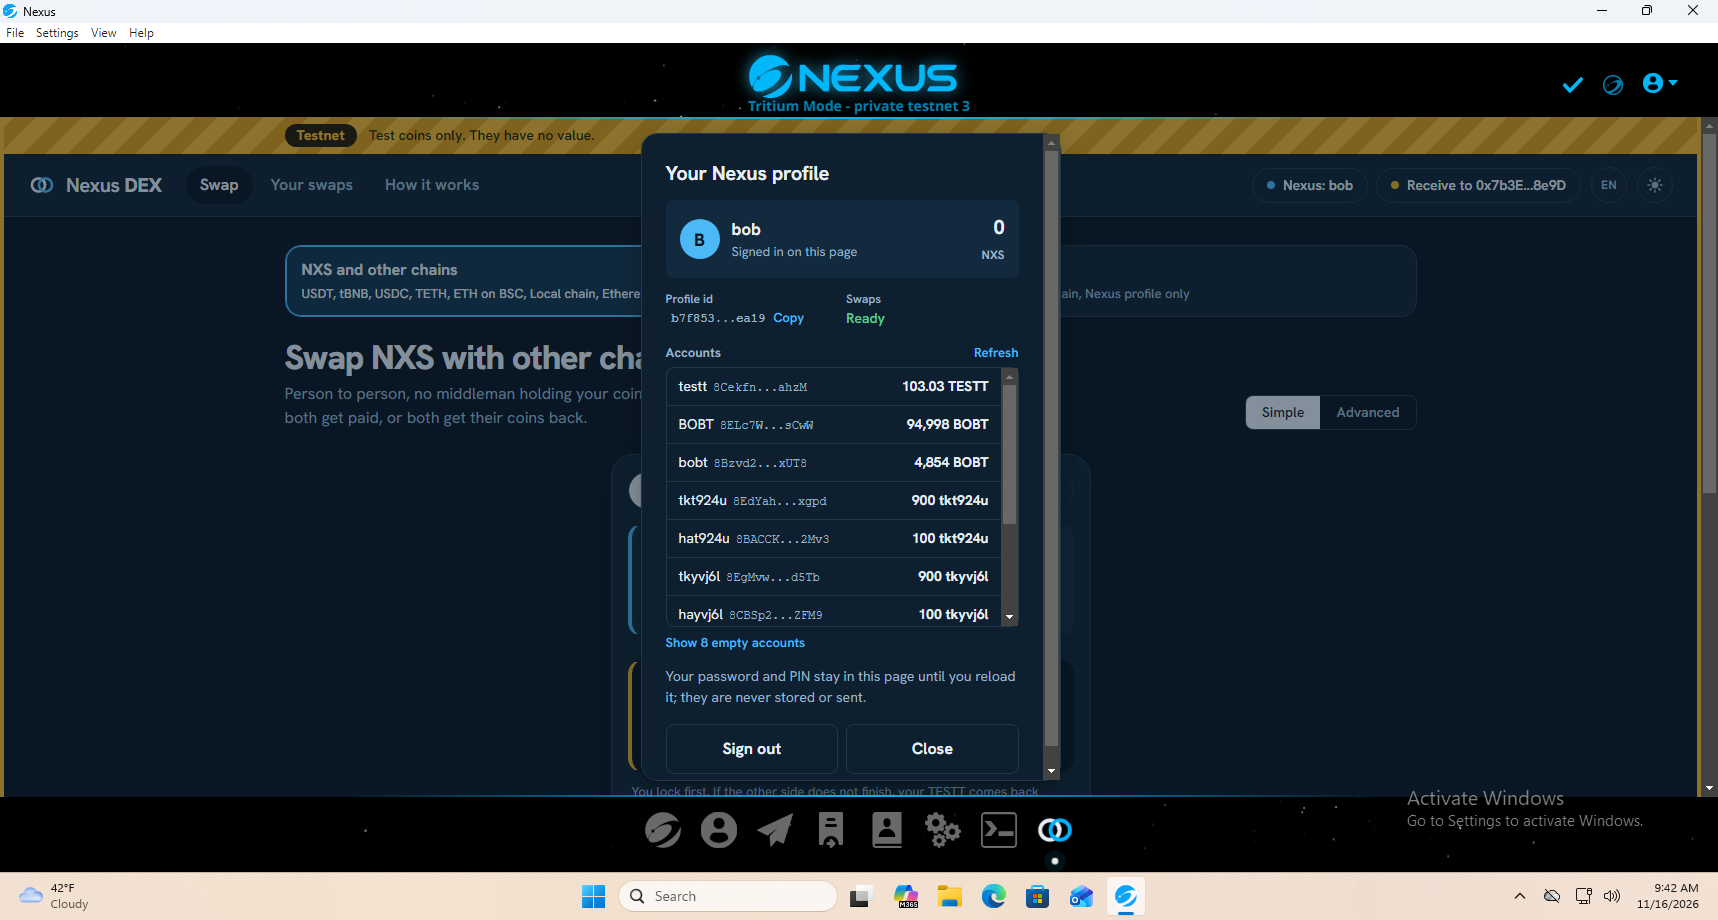 Nexus
File Settings View Help
NEXUS
Tritium Mode - private testnet 3
Testnet Test coins only. They have no value.
Nexus DEX Swap Your swaps How it works Nexus: bob Receive to 0x7b3E...8e9D EN
NXS and other chains
USDT, tBNB, USDC, TETH, ETH on BSC, Local chain, Ethere
ain, Nexus profile only
Swap NXS with other cha
Person to person, no middleman holding your coin
both get paid, or both get their coins back.
Simple Advanced
Your Nexus profile
B
bob
Signed in on this page
0
NXS
Profile id Swaps
b7f853...ea19 Copy Ready
Accounts Refresh
testt 8Cekfn...ahzM 103.03 TESTT
BOBT 8ELc7W...sCwW 94,998 BOBT
bobt 8Bzvd2...xUT8 4,854 BOBT
tkt924u 8EdYah...xgpd 900 tkt924u
hat924u 8BACCK...2Mv3 100 tkt924u
tkyvj6l 8EgMvw...d5Tb 900 tkyvj6l
hayvj6l 8CBSp2...ZFM9 100 tkyvj6l
Show 8 empty accounts
Your password and PIN stay in this page until you reload
it; they are never stored or sent.
Sign out Close
You lock first. If the other side does not finish, your TESTT comes back
Activate Windows
Go to Settings to activate Windows.
42°F
Cloudy
Search
M365
9:42 AM
11/16/2026